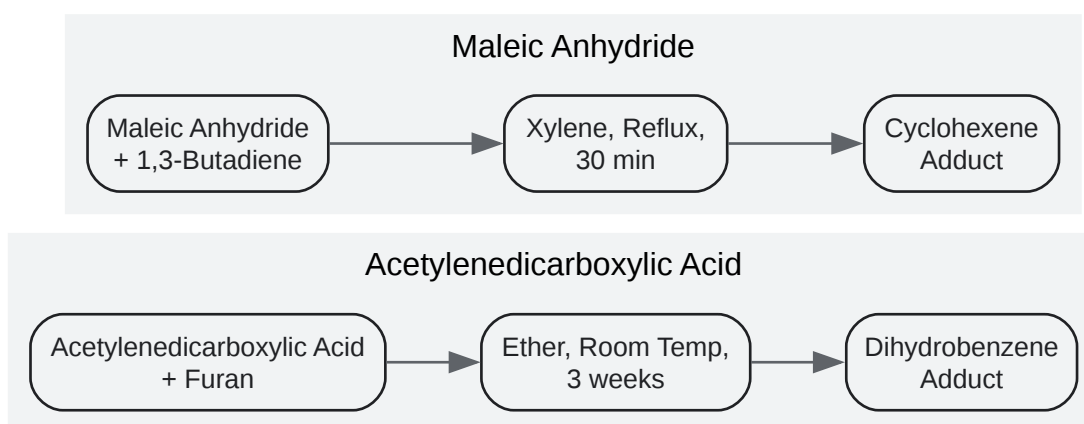 Maleic Anhydride
Maleic Anhydride
+ 1,3-Butadiene
Xylene, Reflux,
30 min
Cyclohexene
Adduct
Acetylenedicarboxylic Acid
Acetylenedicarboxylic Acid
+ Furan
Ether, Room Temp,
3 weeks
Dihydrobenzene
Adduct